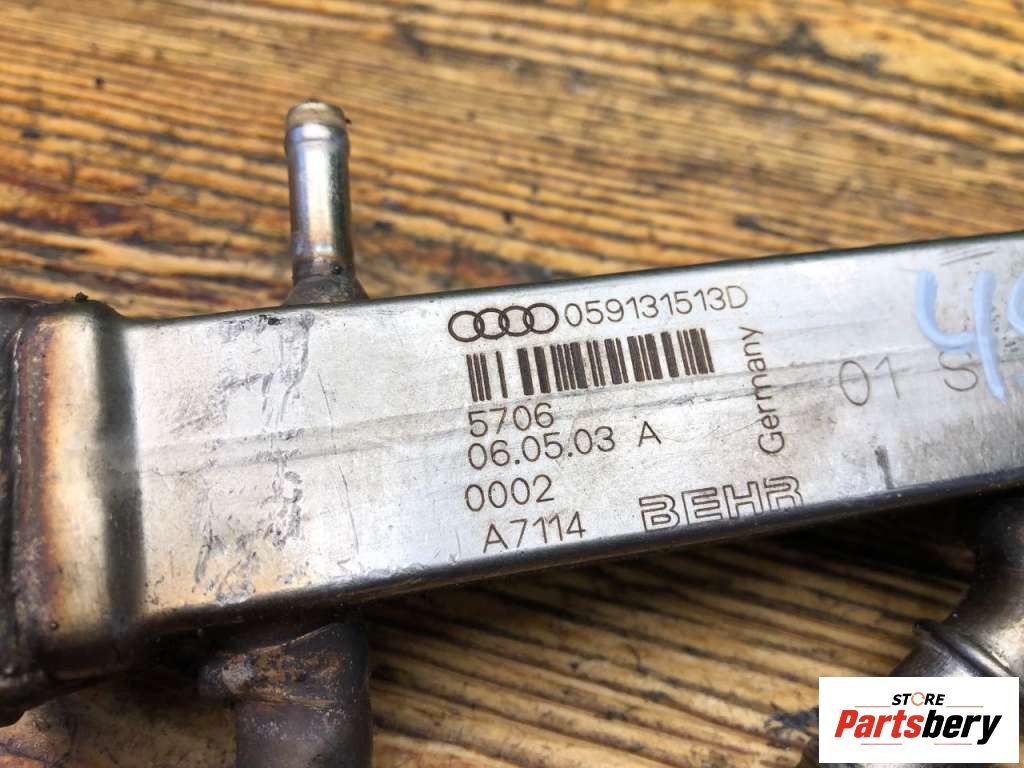 059131513D
5706
06.05.03 A
0002
A7114
BEHR
Germany
01 S
STORE
Partsbery